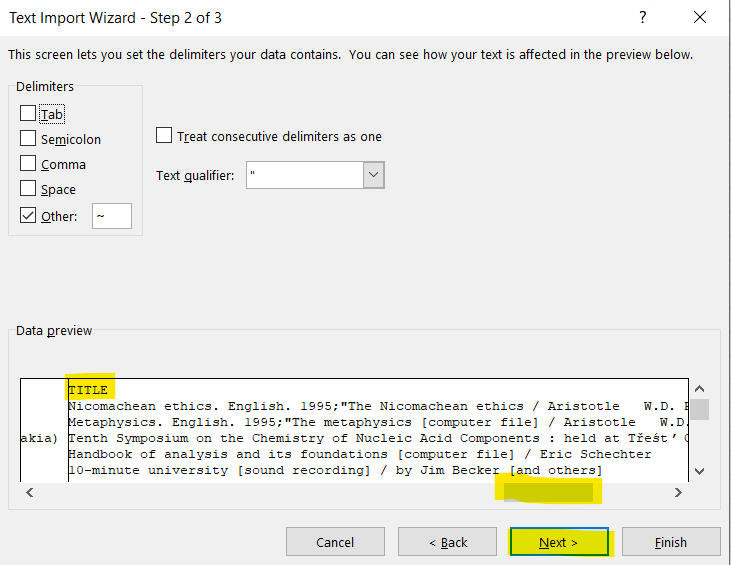 Text Import Wizard - Step 2 of 3 ?
This screen lets you set the delimiters your data contains. You can see how your text is affected in the preview below.
Delimiters
Tab
Semicolon
Comma
Space
Other: ~
Treat consecutive delimiters as one
Text qualifier: "
Data preview
TITLE
Nicomachean ethics. English. 1995;"The Nicomachean ethics / Aristotle W.D.
Metaphysics. English. 1995;"The metaphysics [computer file] / Aristotle W.D.
akia) Tenth Symposium on the Chemistry of Nucleic Acid Components : held at Třešt’
Handbook of analysis and its foundations [computer file] / Eric Schechter
10-minute university [sound recording] / by Jim Becker [and others]
Cancel < Back Next > Finish